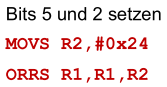 Bits 5 und 2 setzen
MOVS R2,#0x24
ORRS R1,R1,R2